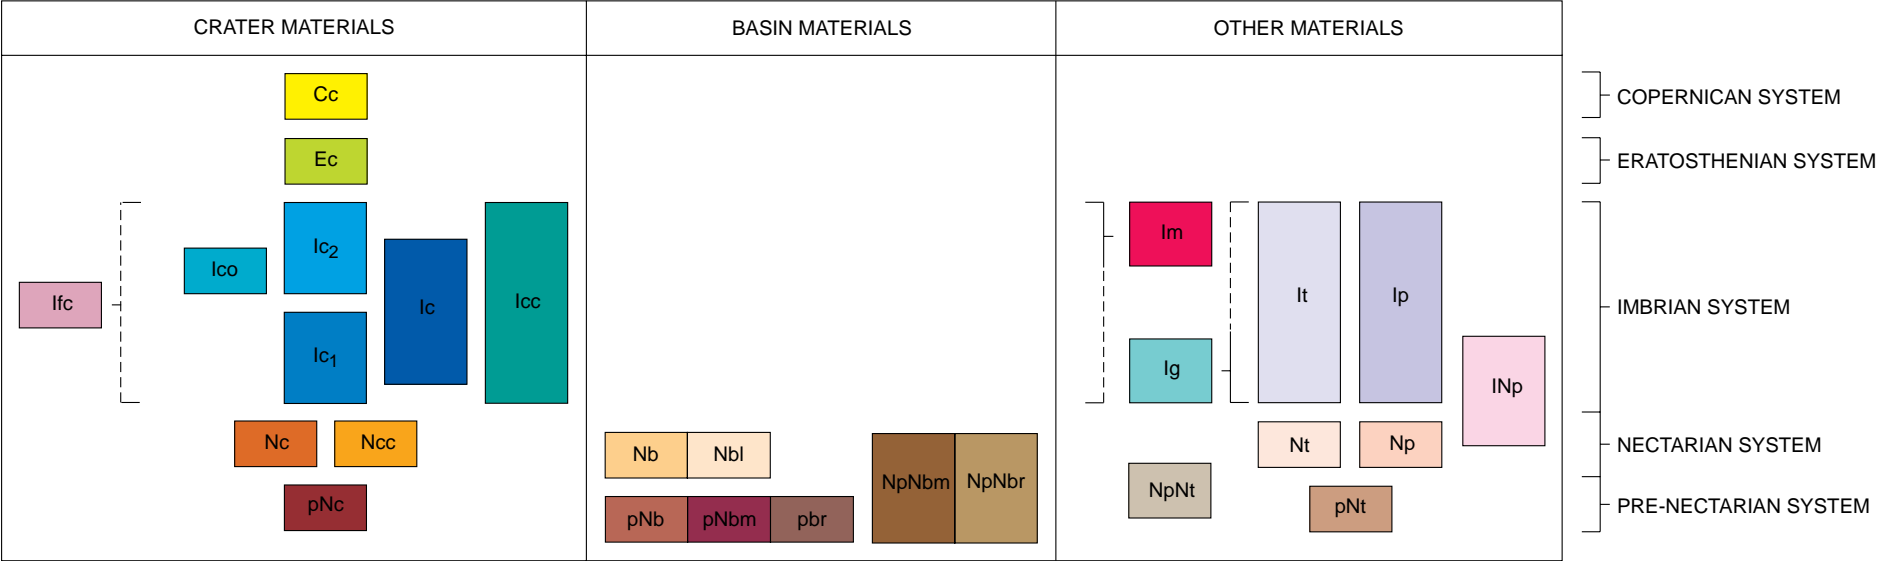 CRATER MATERIALS
BASIN MATERIALS
OTHER MATERIALS
Cc
COPERNICAN SYSTEM
Ec
ERATOSTHENIAN SYSTEM
Ifc
Ico
Ic2
Ic1
Ic
Icc
Im
Ig
It
Ip
INp
IMBRIAN SYSTEM
Nc
Ncc
Nb
Nbl
NpNbm
NpNbr
Nt
Np
NECTARIAN SYSTEM
pNc
pNb
pNbm
pbr
NpNt
pNt
PRE-NECTARIAN SYSTEM